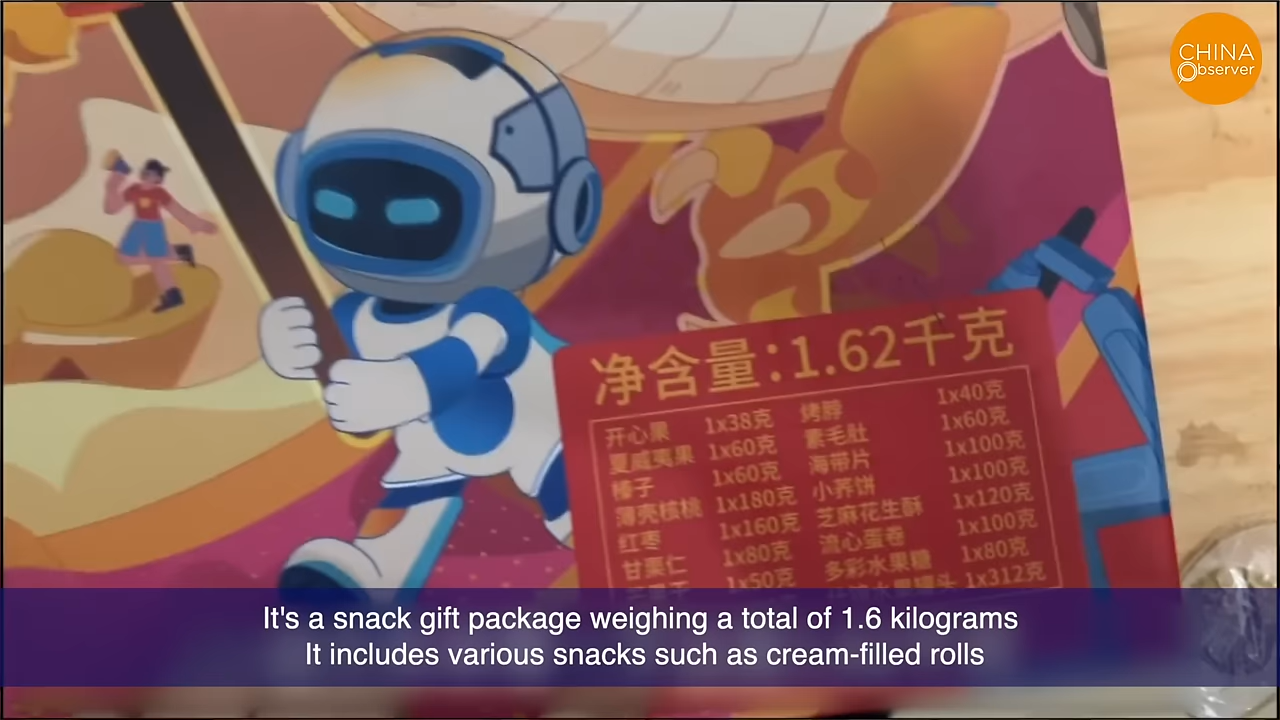 CHINA
Observer
净含量:1.62千克
开心果 1x38克 烤脖 1x40克
夏威夷果 1x60克 素毛肚 1x60克
榛子 1x60克 海带片 1x100克
薄壳核桃 1x180克 小荞饼 1x100克
红枣 1x160克 芝麻花生酥 1x120克
甘栗仁 1x80克 流心蛋卷 1x100克
1x50克 多彩水果糖 1x80克
水果罐头 1x312克
It's a snack gift package weighing a total of 1.6 kilograms
It includes various snacks such as cream-filled rolls